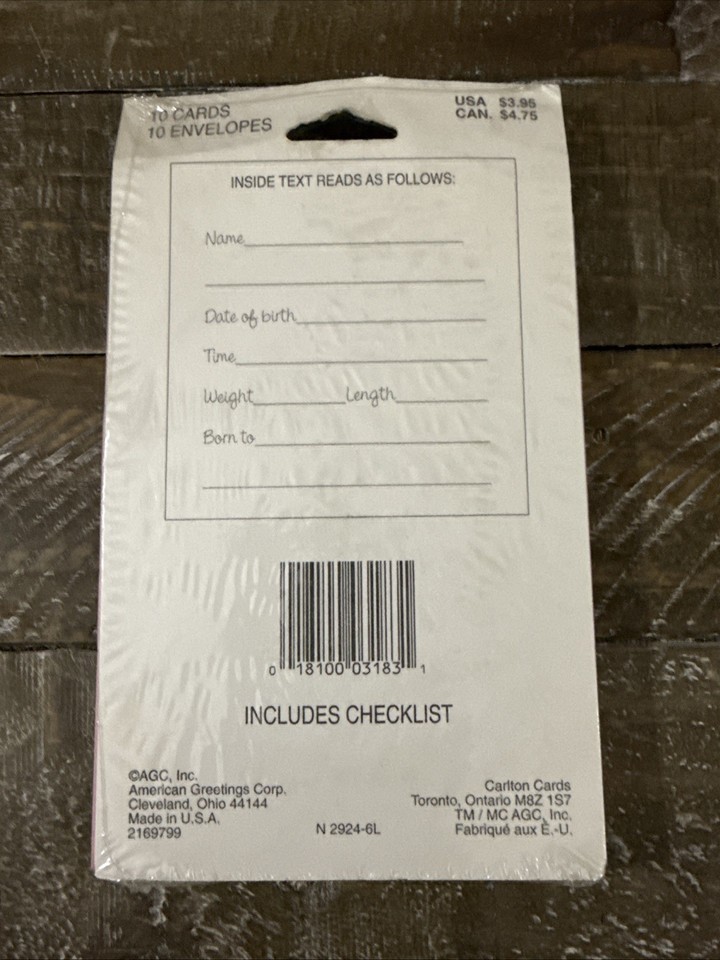 10 CARDS
10 ENVELOPES
USA $3.95
CAN. $4.75
INSIDE TEXT READS AS FOLLOWS:
Name
Date of birth
Time
Weight Length
Born to
0 18100 03183 1
INCLUDES CHECKLIST
©AGC, Inc.
American Greetings Corp.
Cleveland, Ohio 44144
Made in U.S.A.
2169799
N 2924-6L
Carlton Cards
Toronto, Ontario M8Z 1S7
TM / MC AGC, Inc.
Fabriqué aux É.-U.